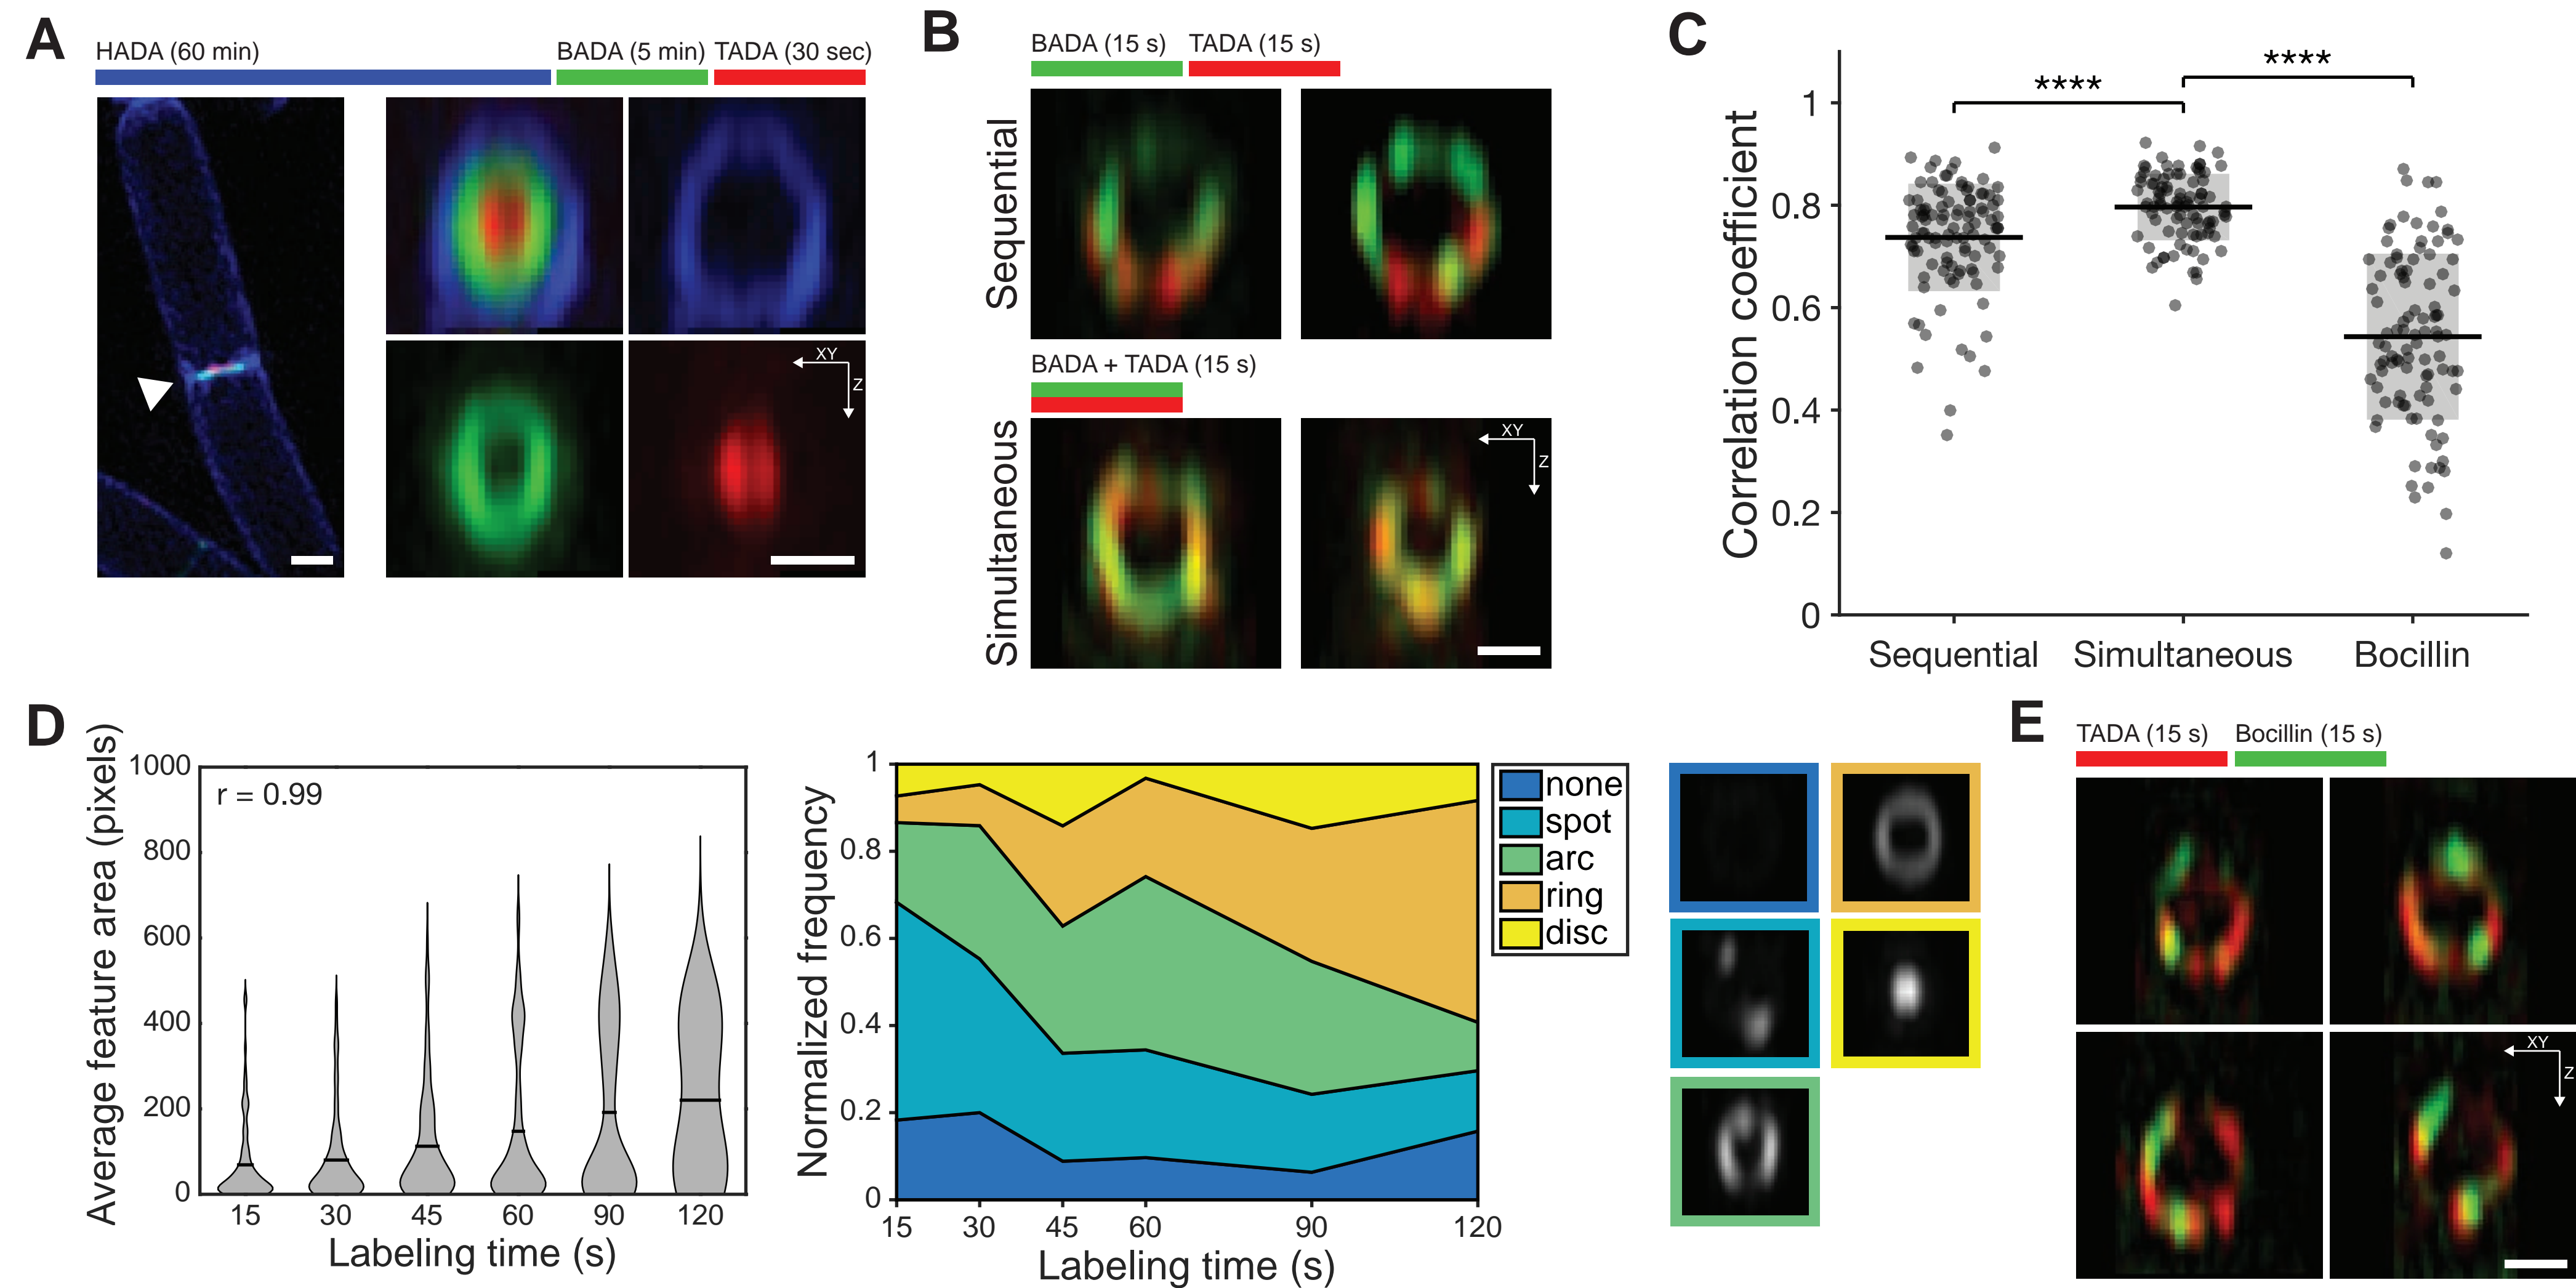 A
HADA (60 min)
BADA (5 min)
TADA (30 sec)
XY
Z
B
BADA (15 s)
TADA (15 s)
Sequential
BADA + TADA (15 s)
Simultaneous
XY
Z
C
Correlation coefficient
1
0.8
0.6
0.4
0.2
0
****
****
Sequential
Simultaneous
Bocillin
D
Average feature area (pixels)
1000
800
600
400
200
0
r = 0.99
15
30
45
60
90
120
Labeling time (s)
Normalized frequency
1
0.8
0.6
0.4
0.2
0
15
30
45
60
90
120
Labeling time (s)
none
spot
arc
ring
disc
E
TADA (15 s)
Bocillin (15 s)
XY
Z